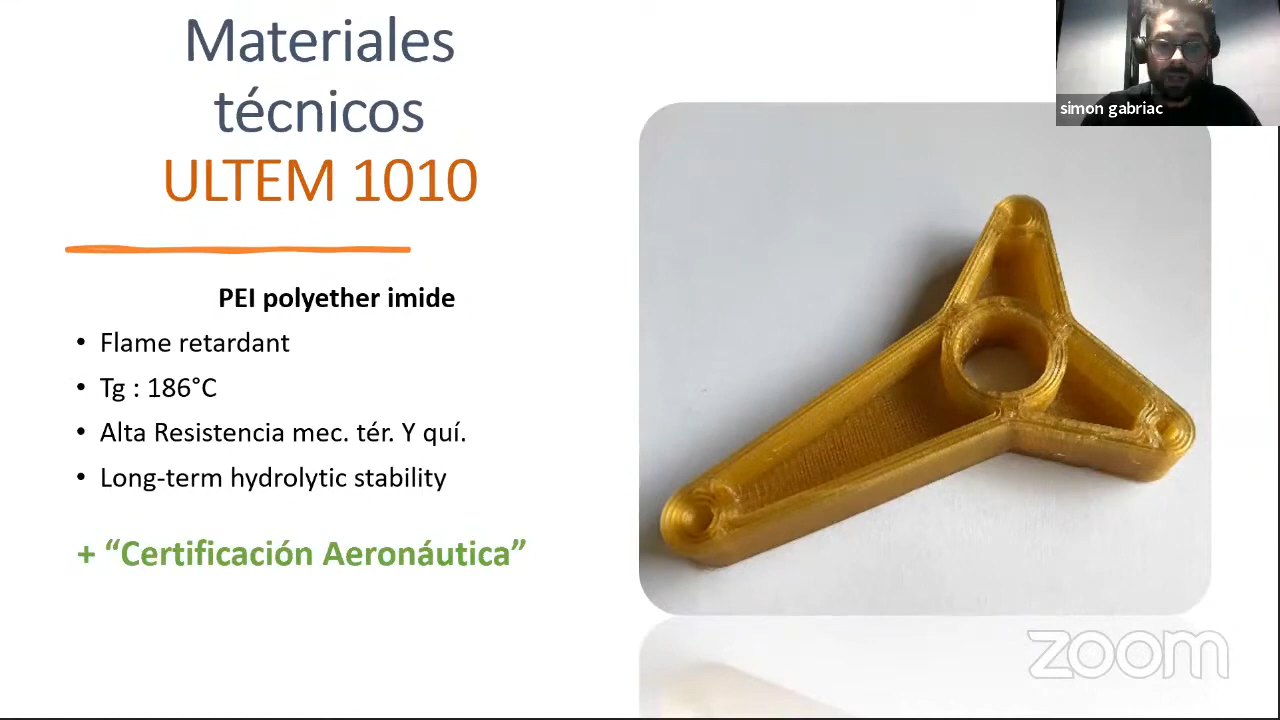 Materiales
técnicos
ULTEM 1010
simon gabriac
PEI polyether imide
• Flame retardant
• Tg : 186°C
• Alta Resistencia mec. tér. Y quí.
• Long-term hydrolytic stability
+ “Certificación Aeronáutica”
zoom